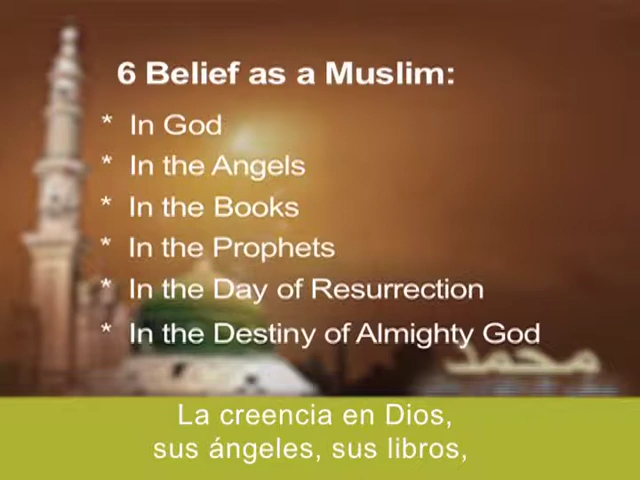 6 Belief as a Muslim:
* In God
* In the Angels
* In the Books
* In the Prophets
* In the Day of Resurrection
* In the Destiny of Almighty God
محمد
La creencia en Dios,
sus ángeles, sus libros,